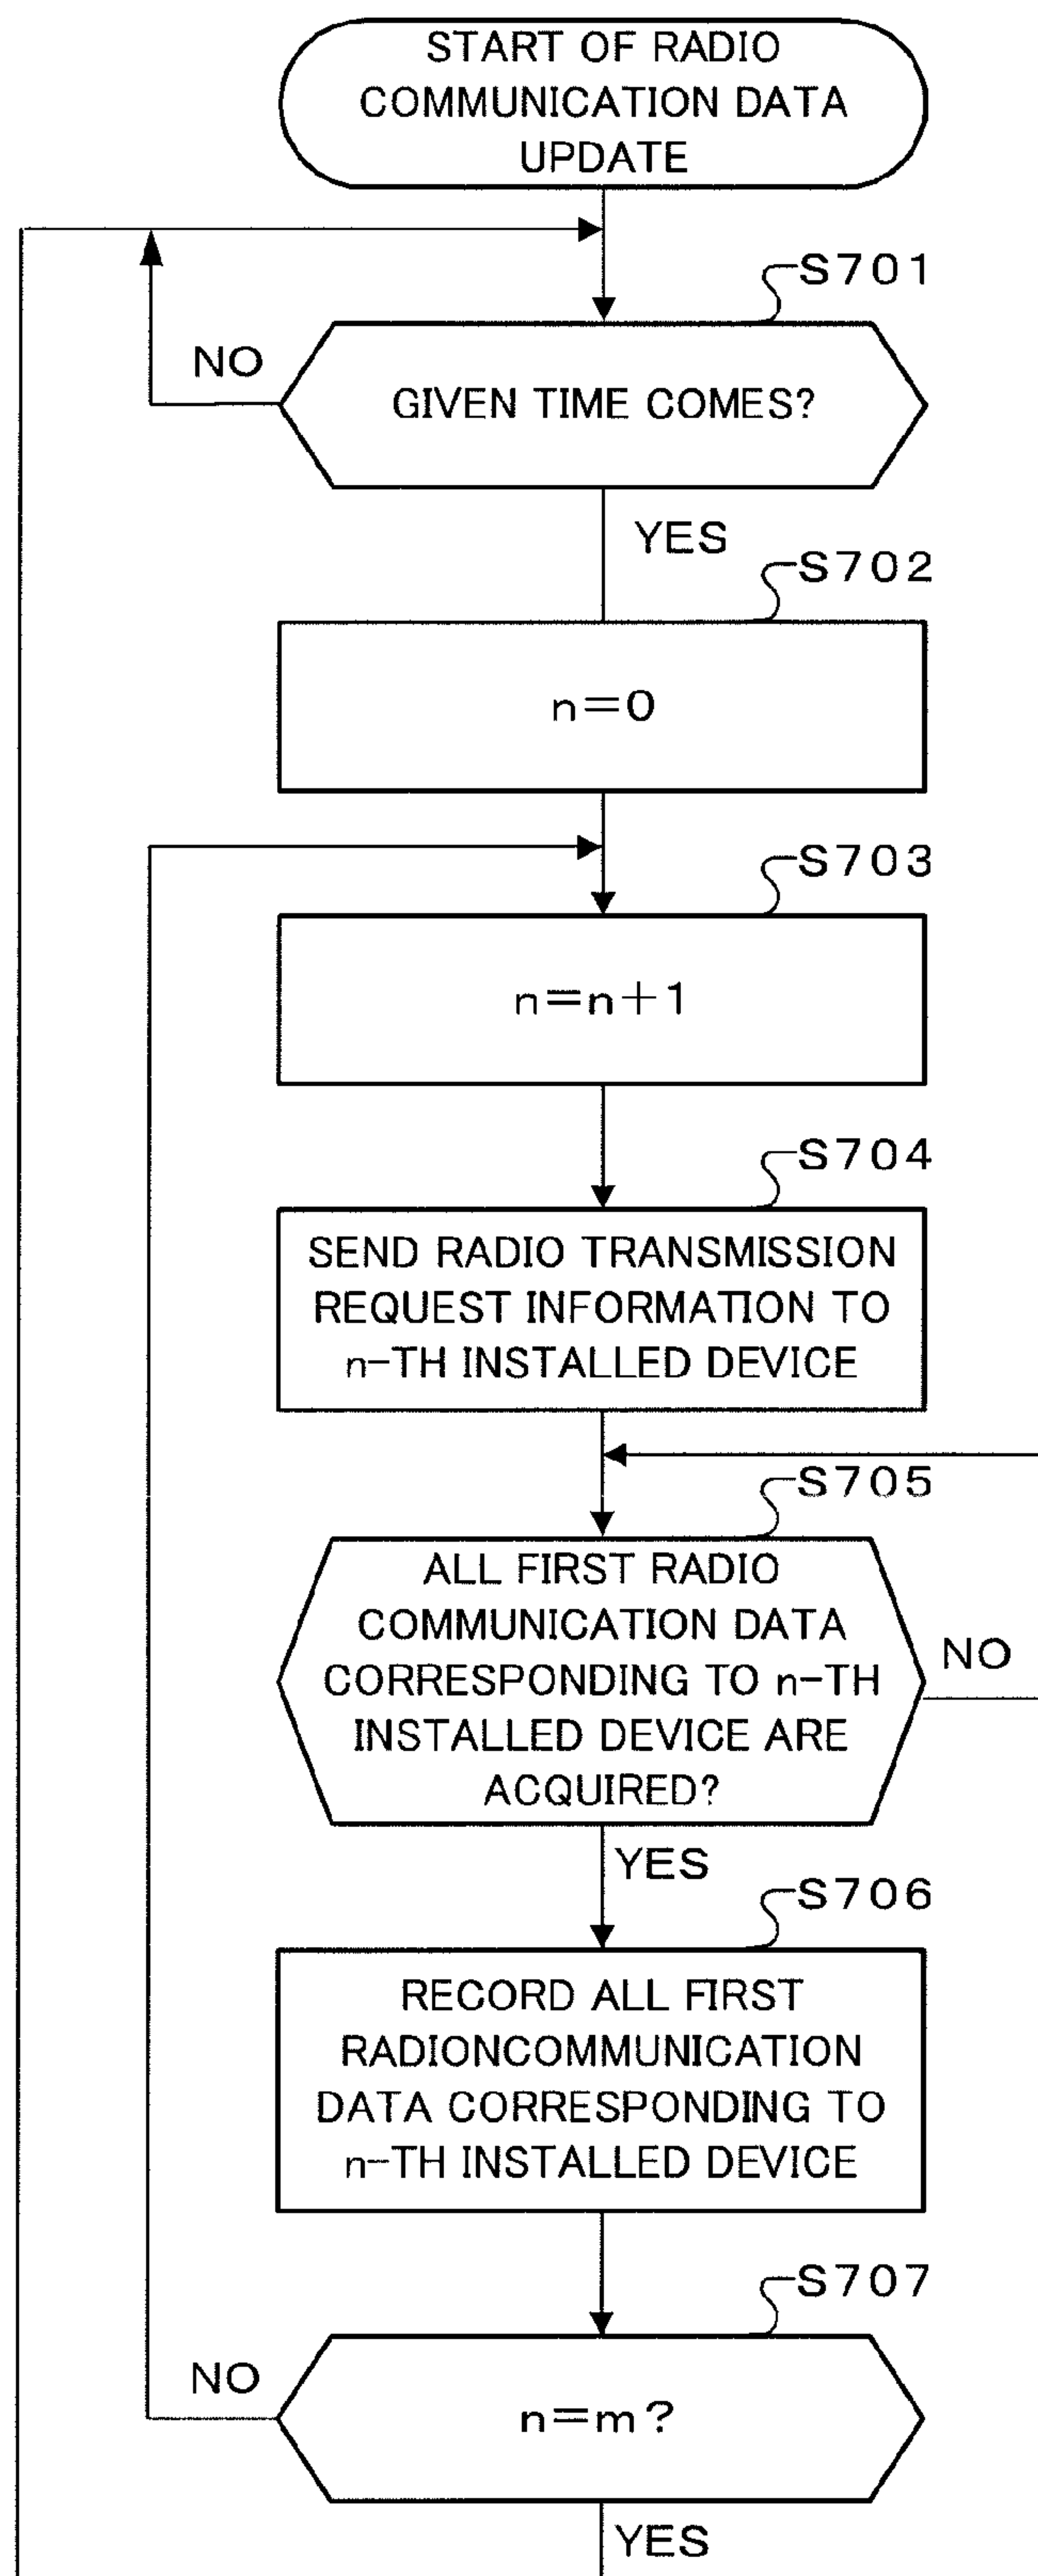 START OF RADIO
COMMUNICATION DATA
UPDATE
S701
NO
GIVEN TIME COMES?
YES
S702
n=0
S703
n=n+1
S704
SEND RADIO TRANSMISSION
REQUEST INFORMATION TO
n-TH INSTALLED DEVICE
S705
ALL FIRST RADIO
COMMUNICATION DATA
CORRESPONDING TO n-TH
INSTALLED DEVICE ARE
ACQUIRED?
NO
YES
S706
RECORD ALL FIRST
RADIONCOMMUNICATION
DATA CORRESPONDING TO
n-TH INSTALLED DEVICE
S707
NO
n=m?
YES